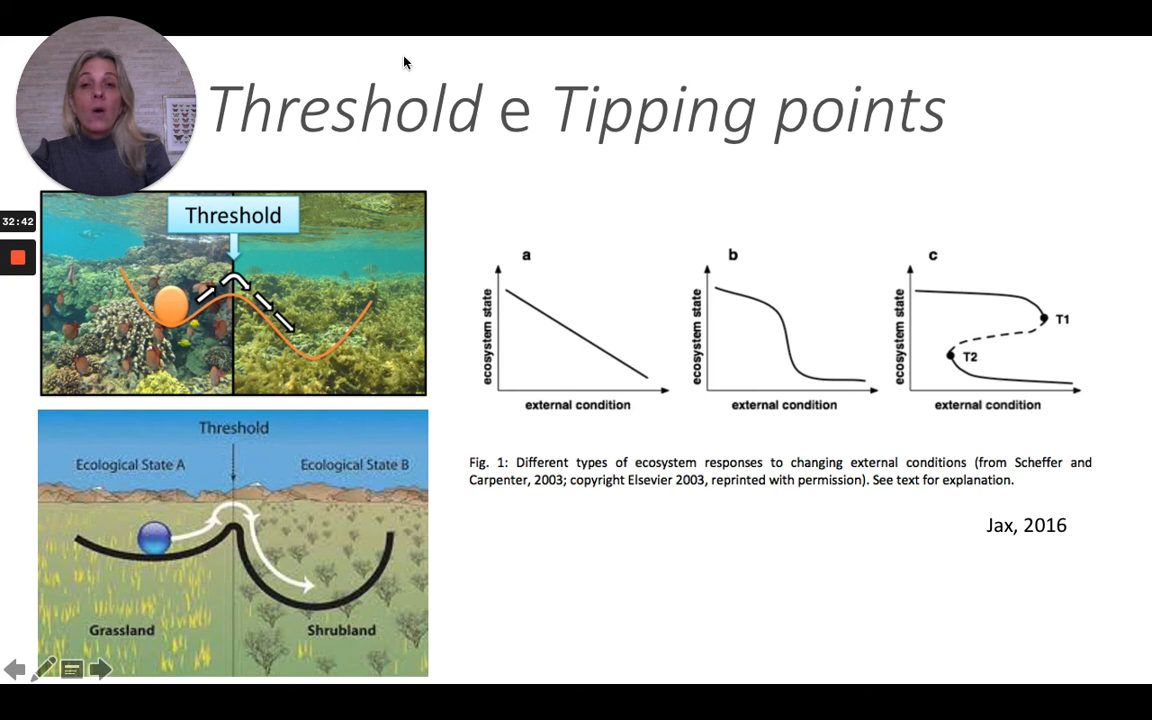 Threshold e Tipping points
32:42
Threshold
Threshold
Ecological State A
Ecological State B
Grassland
Shrubland
a
ecosystem state
external condition
b
ecosystem state
external condition
c
ecosystem state
T1
T2
external condition
Fig. 1: Different types of ecosystem responses to changing external conditions (from Scheffer and
Carpenter, 2003; copyright Elsevier 2003, reprinted with permission). See text for explanation.
Jax, 2016